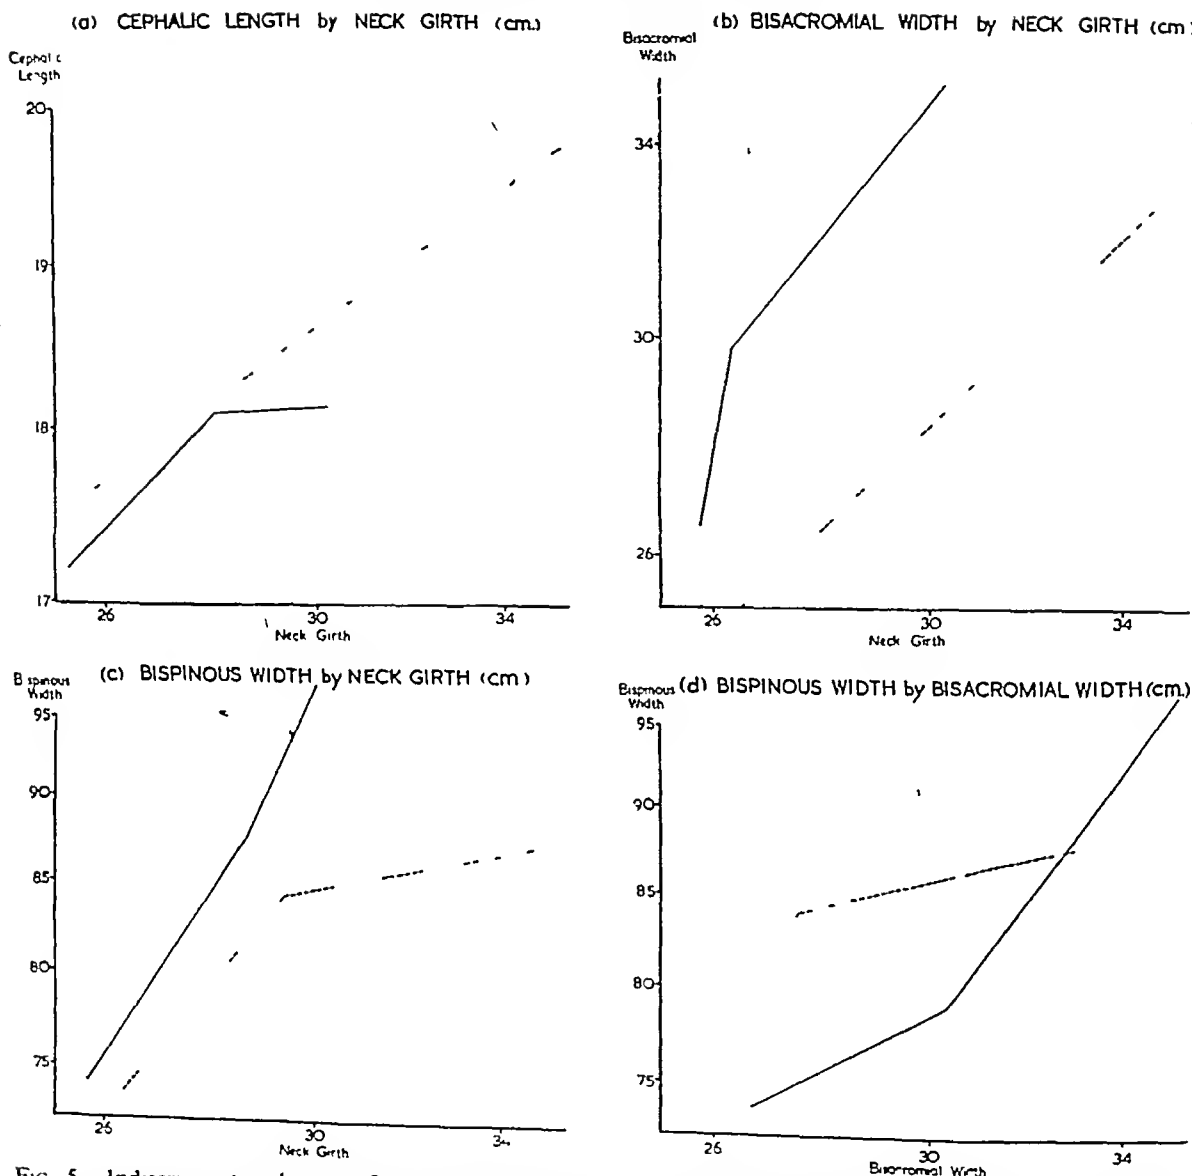 (a) CEPHALIC LENGTH by NECK GIRTH (cm.)
(b) BISACROMIAL WIDTH by NECK GIRTH (cm)
Cephalic
Length
20
19
18
17
26 30 34
Neck Girth
Bisacromial
Width
34
30
26
26 30 34
Neck Girth
(c) BISPINOUS WIDTH by NECK GIRTH (cm)
(d) BISPINOUS WIDTH by BISACROMIAL WIDTH (cm.)
Bispinous
Width
95
90
85
80
75
26 30 34
Neck Girth
Bispinous
Width
95
90
85
80
75
26 30 34
Bisacromial Width
FIG 5